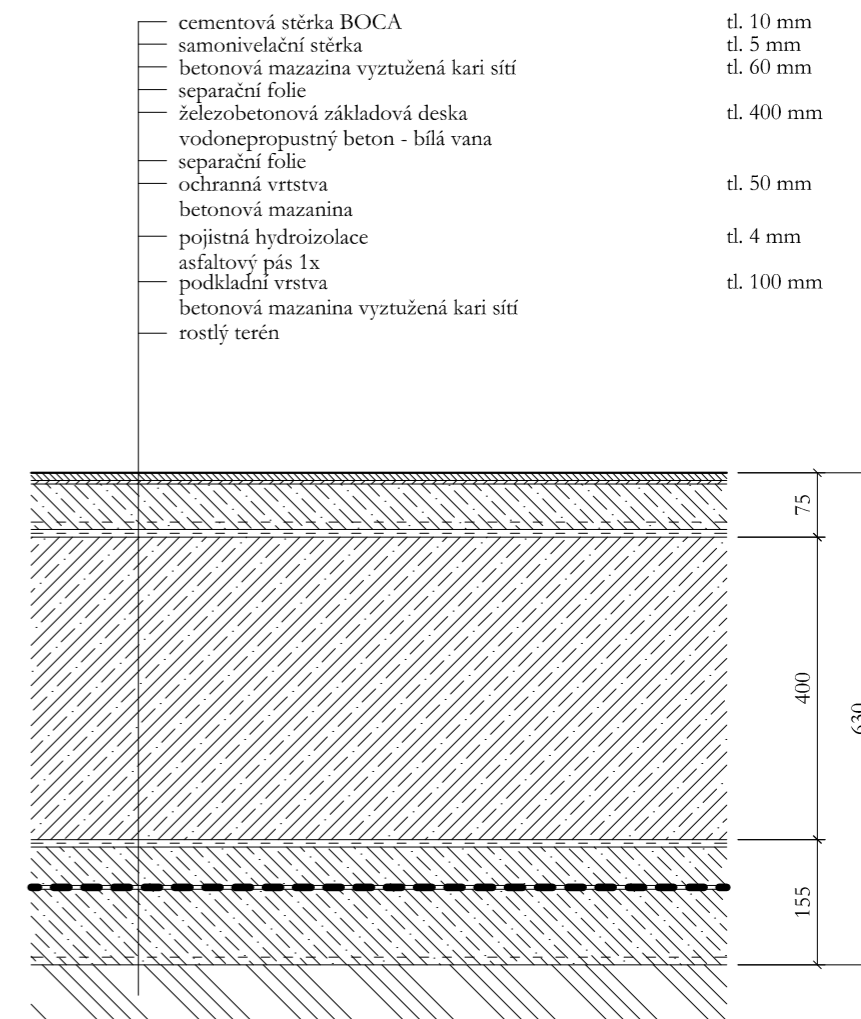 cementová stěrka BOCA tl. 10 mm
samonivelační stěrka tl. 5 mm
betonová mazazina vyztužená kari sítí tl. 60 mm
separační folie
železobetonová základová deska tl. 400 mm
vodonepropustný beton - bílá vana
separační folie
ochranná vrtstva tl. 50 mm
betonová mazanina
pojistná hydroizolace tl. 4 mm
asfaltový pás 1x
podkladní vrstva tl. 100 mm
betonová mazanina vyztužená kari sítí
rostlý terén
75
400
630
155